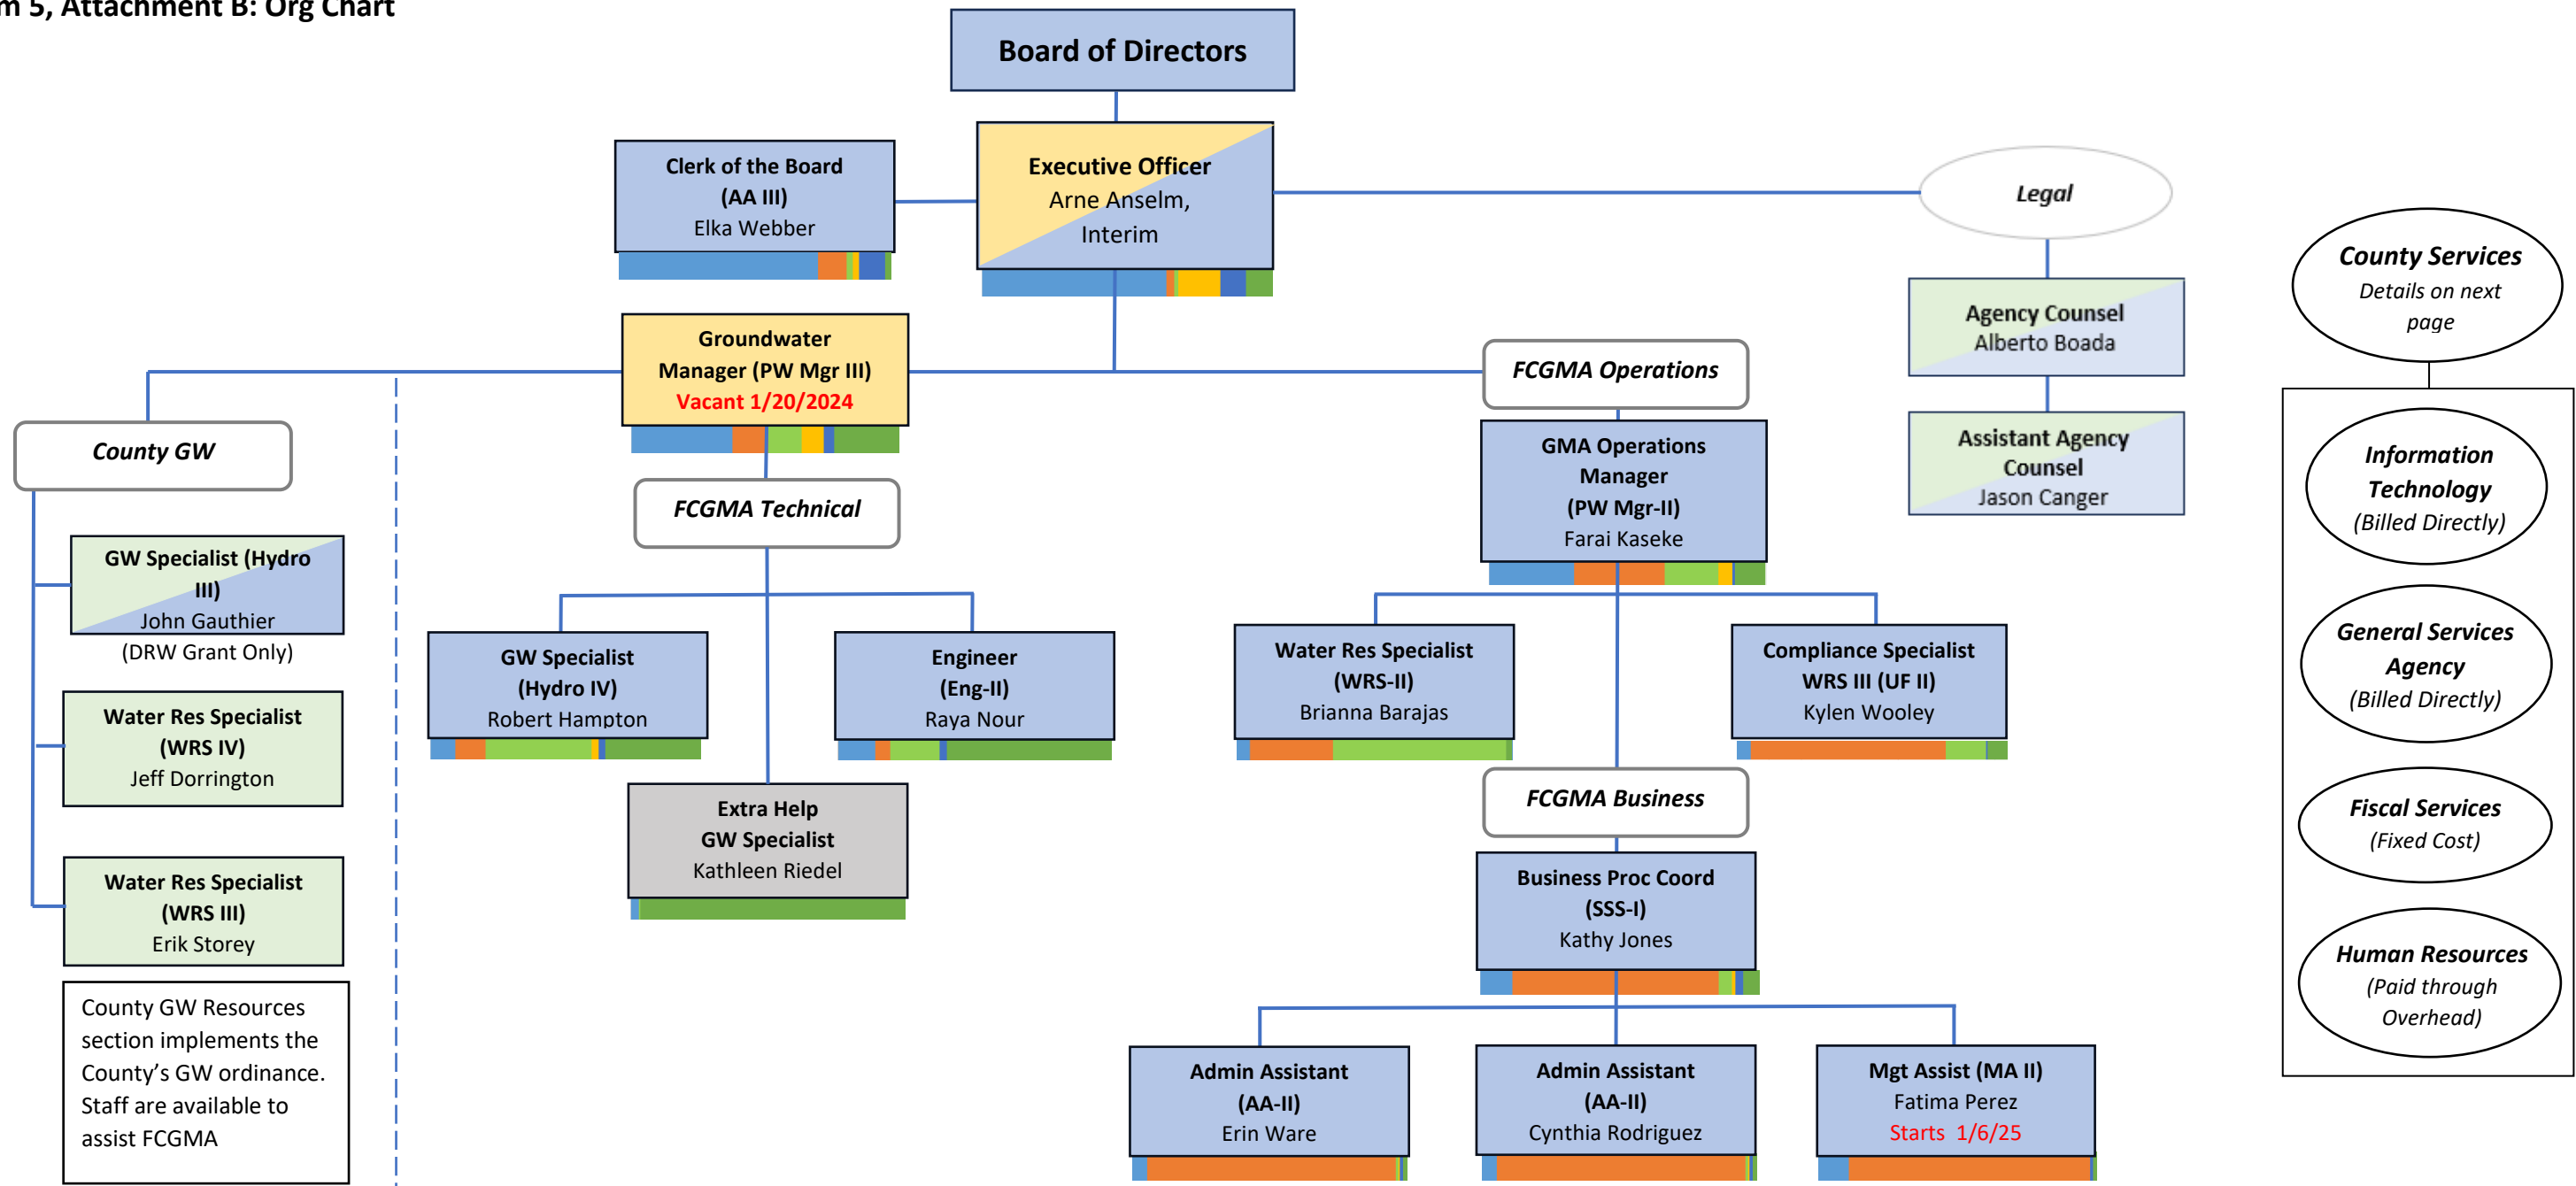 m 5, Attachment B: Org Chart
Board of Directors
Clerk of the Board
(AA III)
Elka Webber
Executive Officer
Arne Anselm,
Interim
Legal
Agency Counsel
Alberto Boada
Assistant Agency
Counsel
Jason Canger
County Services
Details on next
page
Information
Technology
(Billed Directly)
General Services
Agency
(Billed Directly)
Fiscal Services
(Fixed Cost)
Human Resources
(Paid through
Overhead)
Groundwater
Manager (PW Mgr III)
Vacant 1/20/2024
County GW
GW Specialist (Hydro
III)
John Gauthier
(DRW Grant Only)
Water Res Specialist
(WRS IV)
Jeff Dorrington
Water Res Specialist
(WRS III)
Erik Storey
County GW Resources
section implements the
County's GW ordinance.
Staff are available to
assist FCGMA
FCGMA Technical
GW Specialist
(Hydro IV)
Robert Hampton
Engineer
(Eng-II)
Raya Nour
Extra Help
GW Specialist
Kathleen Riedel
FCGMA Operations
GMA Operations
Manager
(PW Mgr-II)
Farai Kaseke
Water Res Specialist
(WRS-II)
Brianna Barajas
Compliance Specialist
WRS III (UF II)
Kylen Wooley
FCGMA Business
Business Proc Coord
(SSS-I)
Kathy Jones
Admin Assistant
(AA-II)
Erin Ware
Admin Assistant
(AA-II)
Cynthia Rodriguez
Mgt Assist (MA II)
Fatima Perez
Starts 1/6/25